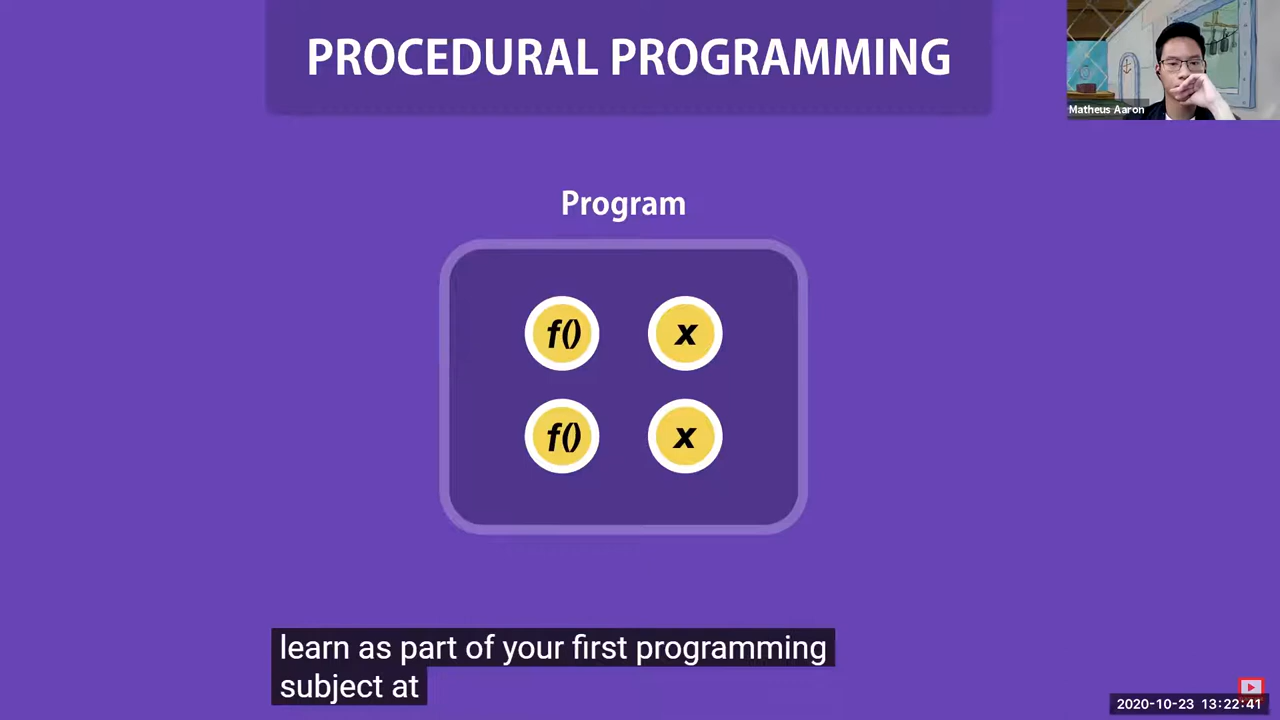 PROCEDURAL PROGRAMMING
Matheus Aaron
Program
f() x
f() x
learn as part of your first programming
subject at
2020-10-23 13:22:41